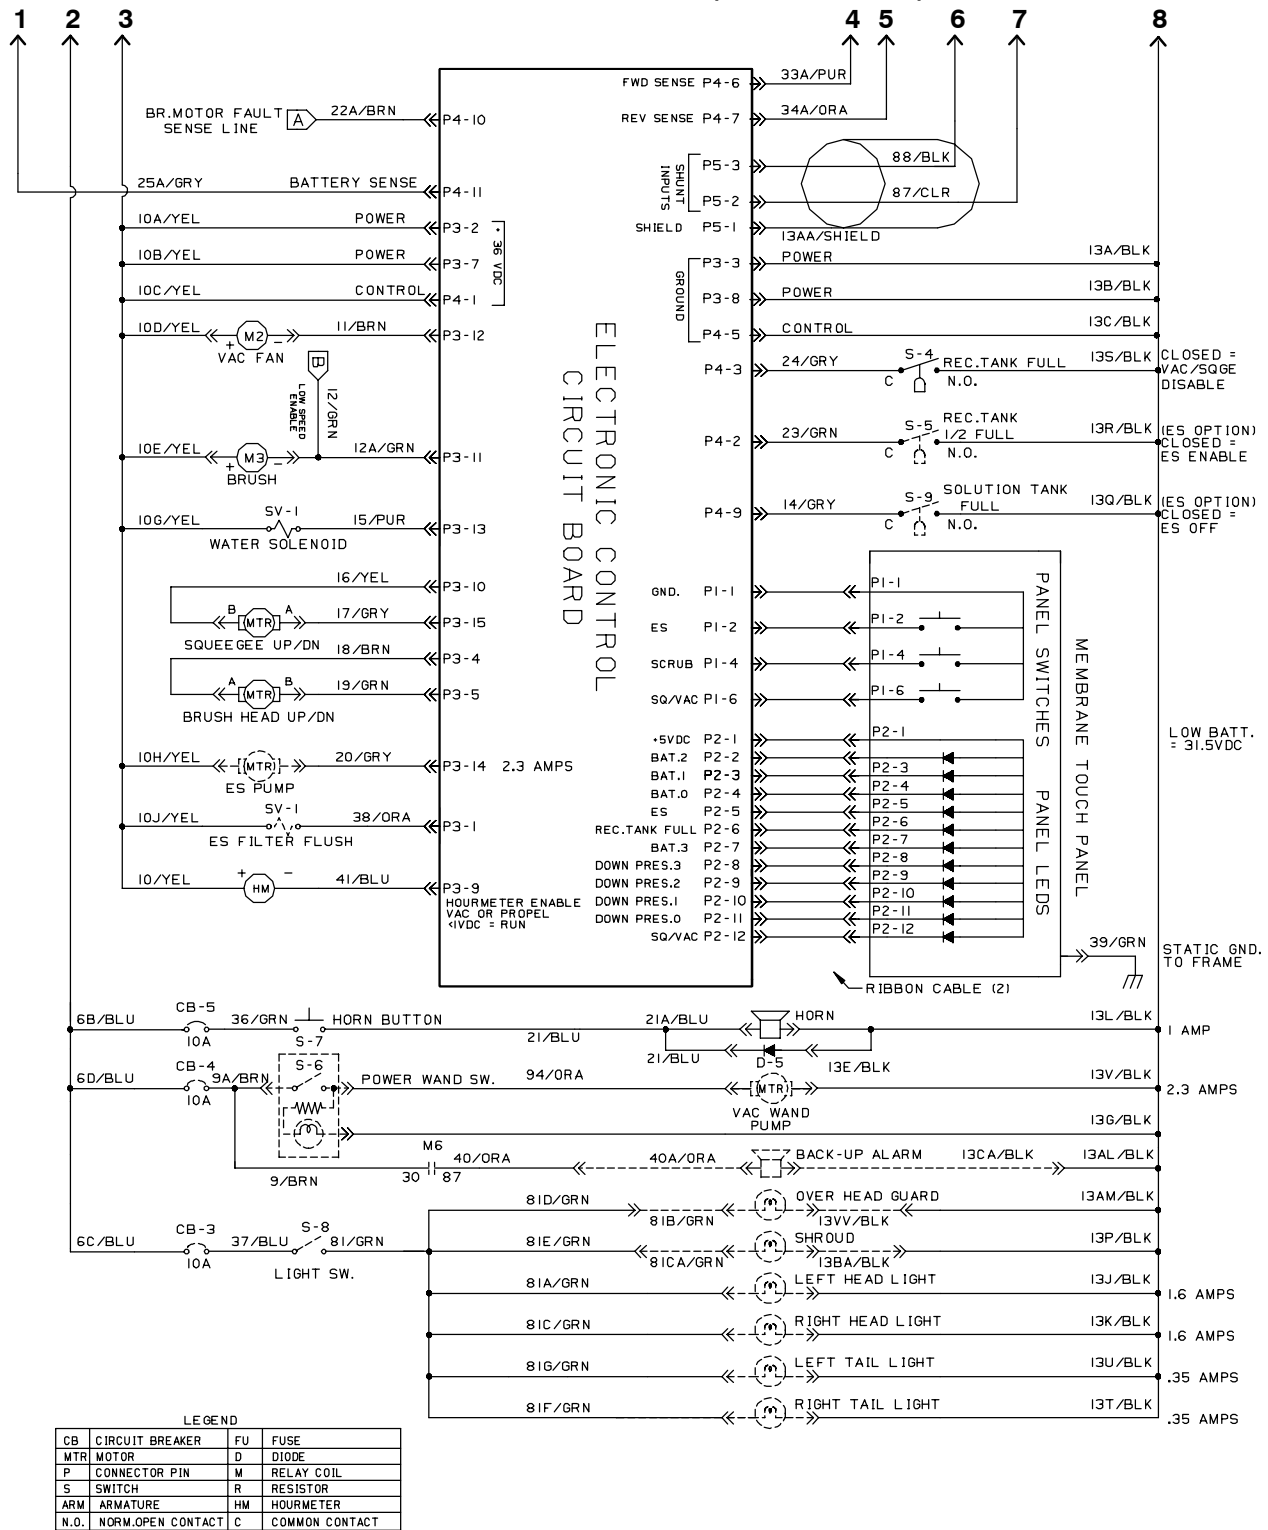 1 2 3 4 5 6 7 8
FWD SENSE P4-6 33A/PUR
BR.MOTOR FAULT SENSE LINE A 22A/BRN P4-10
REV SENSE P4-7 34A/ORA
SHUNT INPUTS
P5-3 88/BLK
25A/GRY BATTERY SENSE P4-11
P5-2 87/CLR
10A/YEL POWER P3-2
+ 36 VDC
SHIELD P5-1 13AA/SHIELD
10B/YEL POWER P3-7
GROUND
P3-3 POWER 13A/BLK
10C/YEL CONTROL P4-1
P3-8 POWER 13B/BLK
10D/YEL + M2 - 11/BRN P3-12
VAC FAN
P4-5 CONTROL 13C/BLK
ELECTRONIC CONTROL
CIRCUIT BOARD
B
LOW SPEED ENABLE
12/GRN
P4-3 24/GRY S-4 REC.TANK FULL 13S/BLK
C N.O.
CLOSED =
VAC/SQGE
DISABLE
10E/YEL + M3 - 12A/GRN P3-11
BRUSH
P4-2 23/GRN S-5 REC.TANK 1/2 FULL 13R/BLK
C N.O.
(ES OPTION)
CLOSED =
ES ENABLE
10G/YEL SV-1 15/PUR P3-13
WATER SOLENOID
P4-9 14/GRY S-9 SOLUTION TANK FULL 13Q/BLK
C N.O.
(ES OPTION)
CLOSED =
ES OFF
16/YEL P3-10
B MTR A 17/GRY P3-15
SQUEEGEE UP/DN
18/BRN P3-4
A MTR B 19/GRN P3-5
BRUSH HEAD UP/DN
10H/YEL MTR 20/GRY P3-14 2.3 AMPS
ES PUMP
10J/YEL SV-1 38/ORA P3-1
ES FILTER FLUSH
10/YEL + HM - 41/BLU P3-9
HOURMETER ENABLE
VAC OR PROPEL
<1VDC = RUN
GND. P1-1 P1-1
ES P1-2 P1-2
SCRUB P1-4 P1-4
SQ/VAC P1-6 P1-6
PANEL SWITCHES
MEMBRANE TOUCH PANEL
+5VDC P2-1 P2-1
BAT.2 P2-2
BAT.1 P2-3 P2-3
BAT.0 P2-4 P2-4
ES P2-5 P2-5
REC.TANK FULL P2-6 P2-6
BAT.3 P2-7 P2-7
DOWN PRES.3 P2-8 P2-8
DOWN PRES.2 P2-9 P2-9
DOWN PRES.1 P2-10 P2-10
DOWN PRES.0 P2-11 P2-11
SQ/VAC P2-12 P2-12
PANEL LEDS
LOW BATT.
= 31.5VDC
39/GRN STATIC GND.
TO FRAME
RIBBON CABLE (2)
6B/BLU CB-5 10A 36/GRN S-7 HORN BUTTON 21/BLU 21A/BLU HORN 13L/BLK 1 AMP
21/BLU D-5 13E/BLK
6D/BLU CB-4 10A 9A/BRN S-6 POWER WAND SW. 94/ORA MTR 13V/BLK 2.3 AMPS
VAC WAND
PUMP
13G/BLK
9/BRN M6 30 87 40/ORA 40A/ORA BACK-UP ALARM 13CA/BLK 13AL/BLK
81D/GRN 81B/GRN OVER HEAD GUARD 13VV/BLK 13AM/BLK
6C/BLU CB-3 10A 37/BLU S-8 81/GRN
LIGHT SW.
81E/GRN 81CA/GRN SHROUD 13BA/BLK 13P/BLK
81A/GRN LEFT HEAD LIGHT 13J/BLK 1.6 AMPS
81C/GRN RIGHT HEAD LIGHT 13K/BLK 1.6 AMPS
81G/GRN LEFT TAIL LIGHT 13U/BLK .35 AMPS
81F/GRN RIGHT TAIL LIGHT 13T/BLK .35 AMPS
LEGEND
CB CIRCUIT BREAKER FU FUSE
MTR MOTOR D DIODE
P CONNECTOR PIN M RELAY COIL
S SWITCH R RESISTOR
ARM ARMATURE HM HOURMETER
N.O. NORM.OPEN CONTACT C COMMON CONTACT